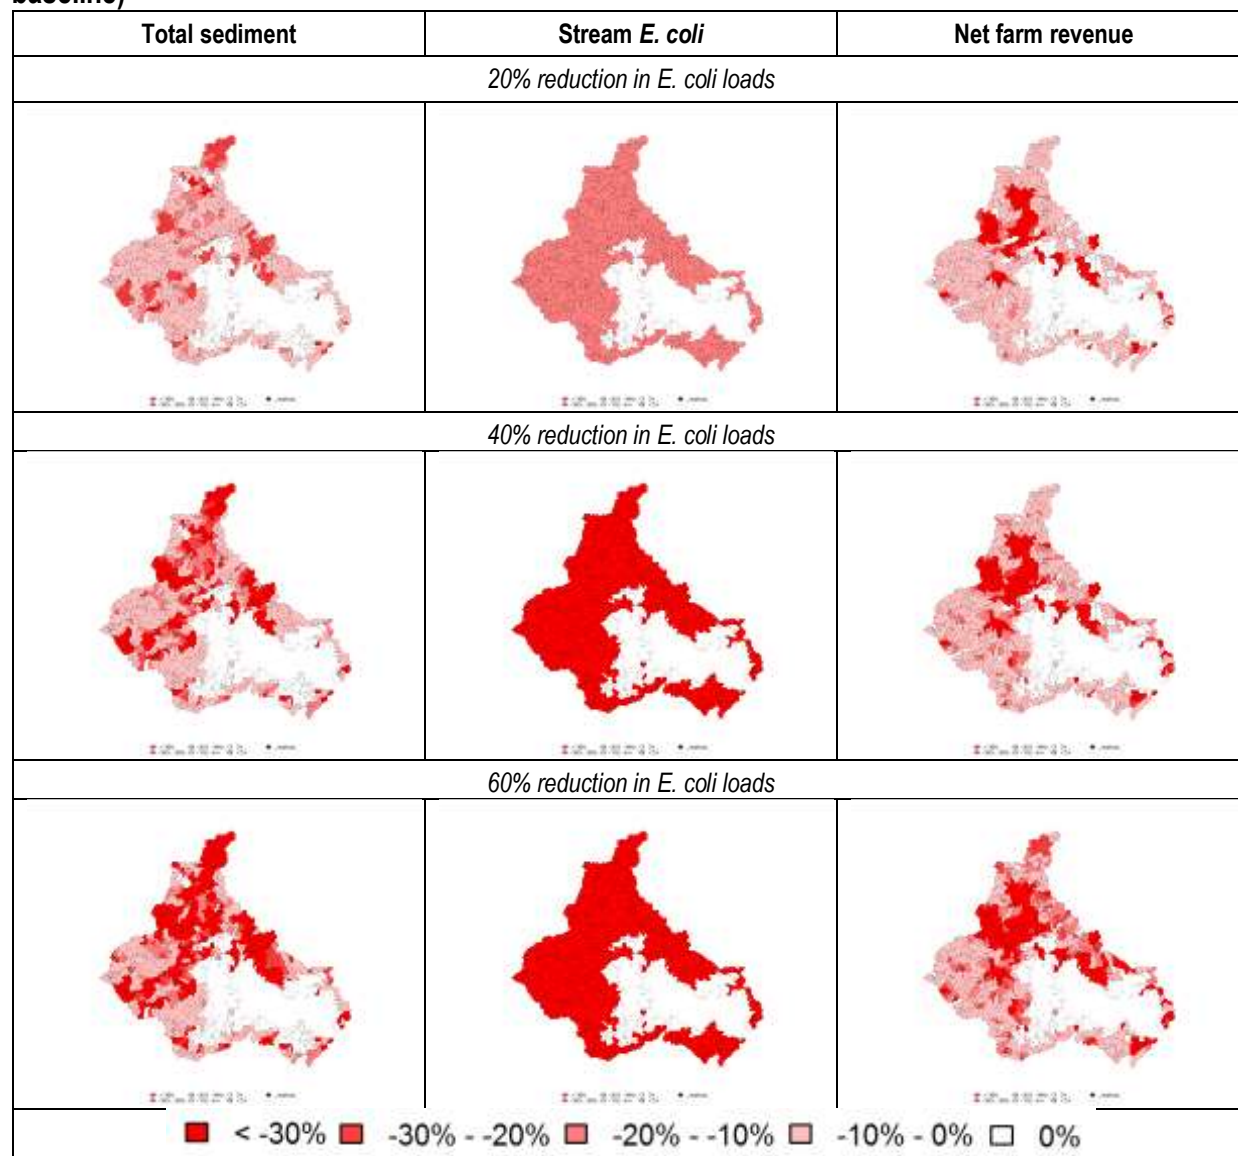 baseline)
Total sediment Stream E. coli Net farm revenue
20% reduction in E. coli loads
40% reduction in E. coli loads
60% reduction in E. coli loads
< -30% -30% - -20% -20% - -10% -10% - 0% 0%